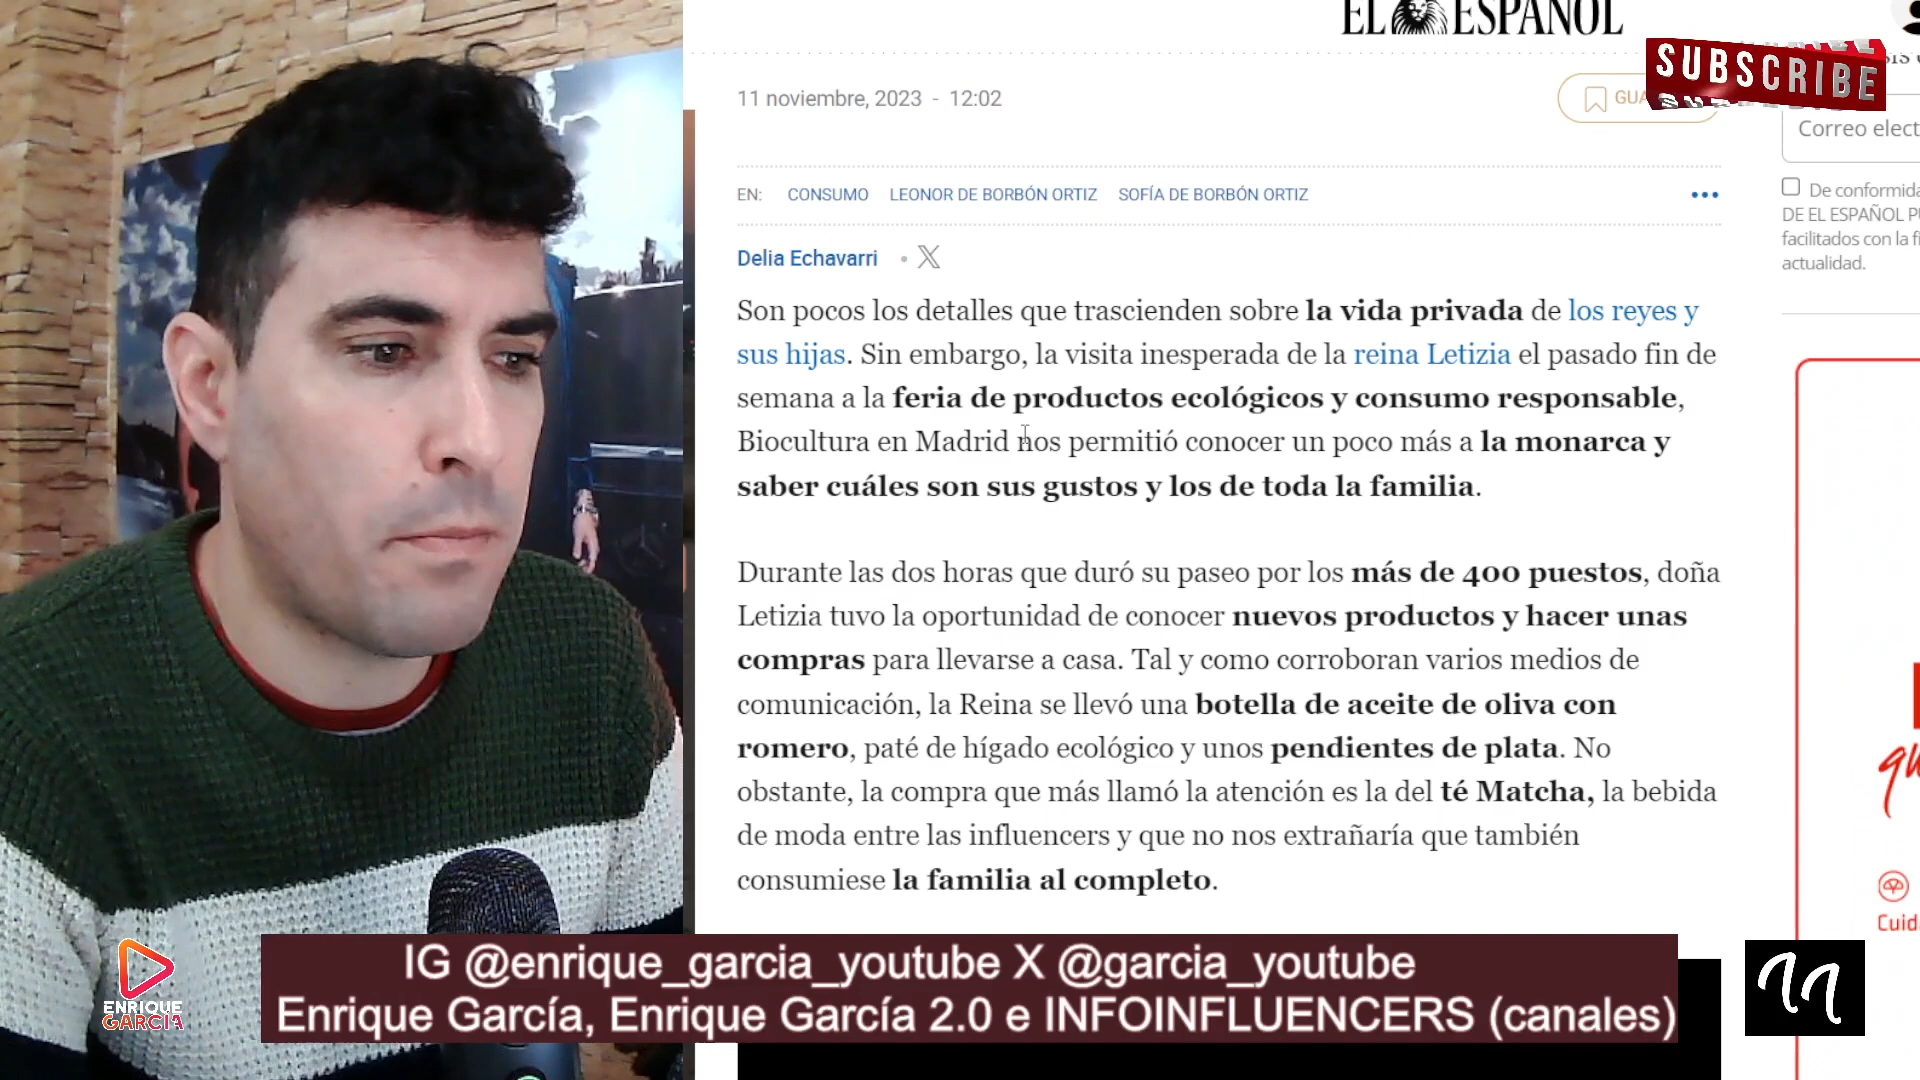 EL ESPAÑOL
SUBSCRIBE
11 noviembre, 2023 - 12:02
Correo elect
EN: CONSUMO LEONOR DE BORBÓN ORTIZ SOFÍA DE BORBÓN ORTIZ
De conformida
DE EL ESPAÑOL PU
facilitados con la fi
actualidad.
Delia Echavarri
Son pocos los detalles que trascienden sobre la vida privada de los reyes y
sus hijas. Sin embargo, la visita inesperada de la reina Letizia el pasado fin de
semana a la feria de productos ecológicos y consumo responsable,
Biocultura en Madrid nos permitió conocer un poco más a la monarca y
saber cuáles son sus gustos y los de toda la familia.
Durante las dos horas que duró su paseo por los más de 400 puestos, doña
Letizia tuvo la oportunidad de conocer nuevos productos y hacer unas
compras para llevarse a casa. Tal y como corroboran varios medios de
comunicación, la Reina se llevó una botella de aceite de oliva con
romero, paté de hígado ecológico y unos pendientes de plata. No
obstante, la compra que más llamó la atención es la del té Matcha, la bebida
de moda entre las influencers y que no nos extrañaría que también
consumiese la familia al completo.
Cuid
IG @enrique_garcia_youtube X @garcia_youtube
Enrique García, Enrique García 2.0 e INFOINFLUENCERS (canales)
ENRIQUE
GARCÍA